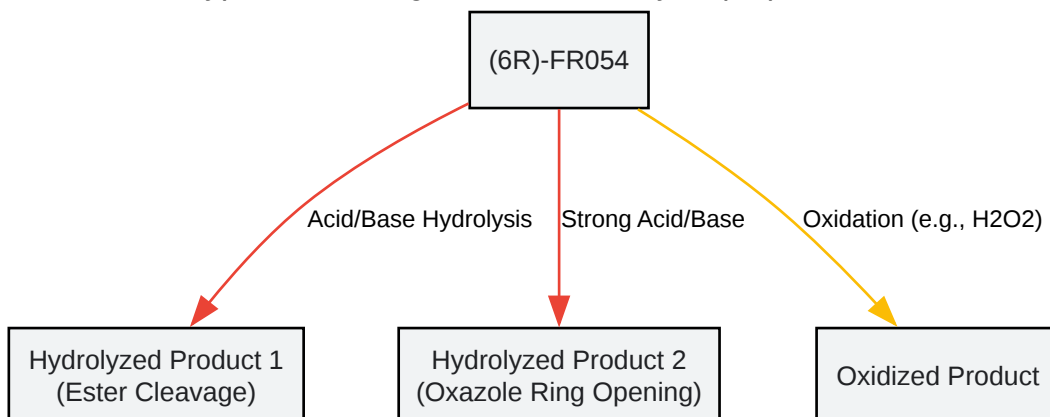 (6R)-FR054
Acid/Base Hydrolysis
Strong Acid/Base
Oxidation (e.g., H2O2)
Hydrolyzed Product 1
(Ester Cleavage)
Hydrolyzed Product 2
(Oxazole Ring Opening)
Oxidized Product